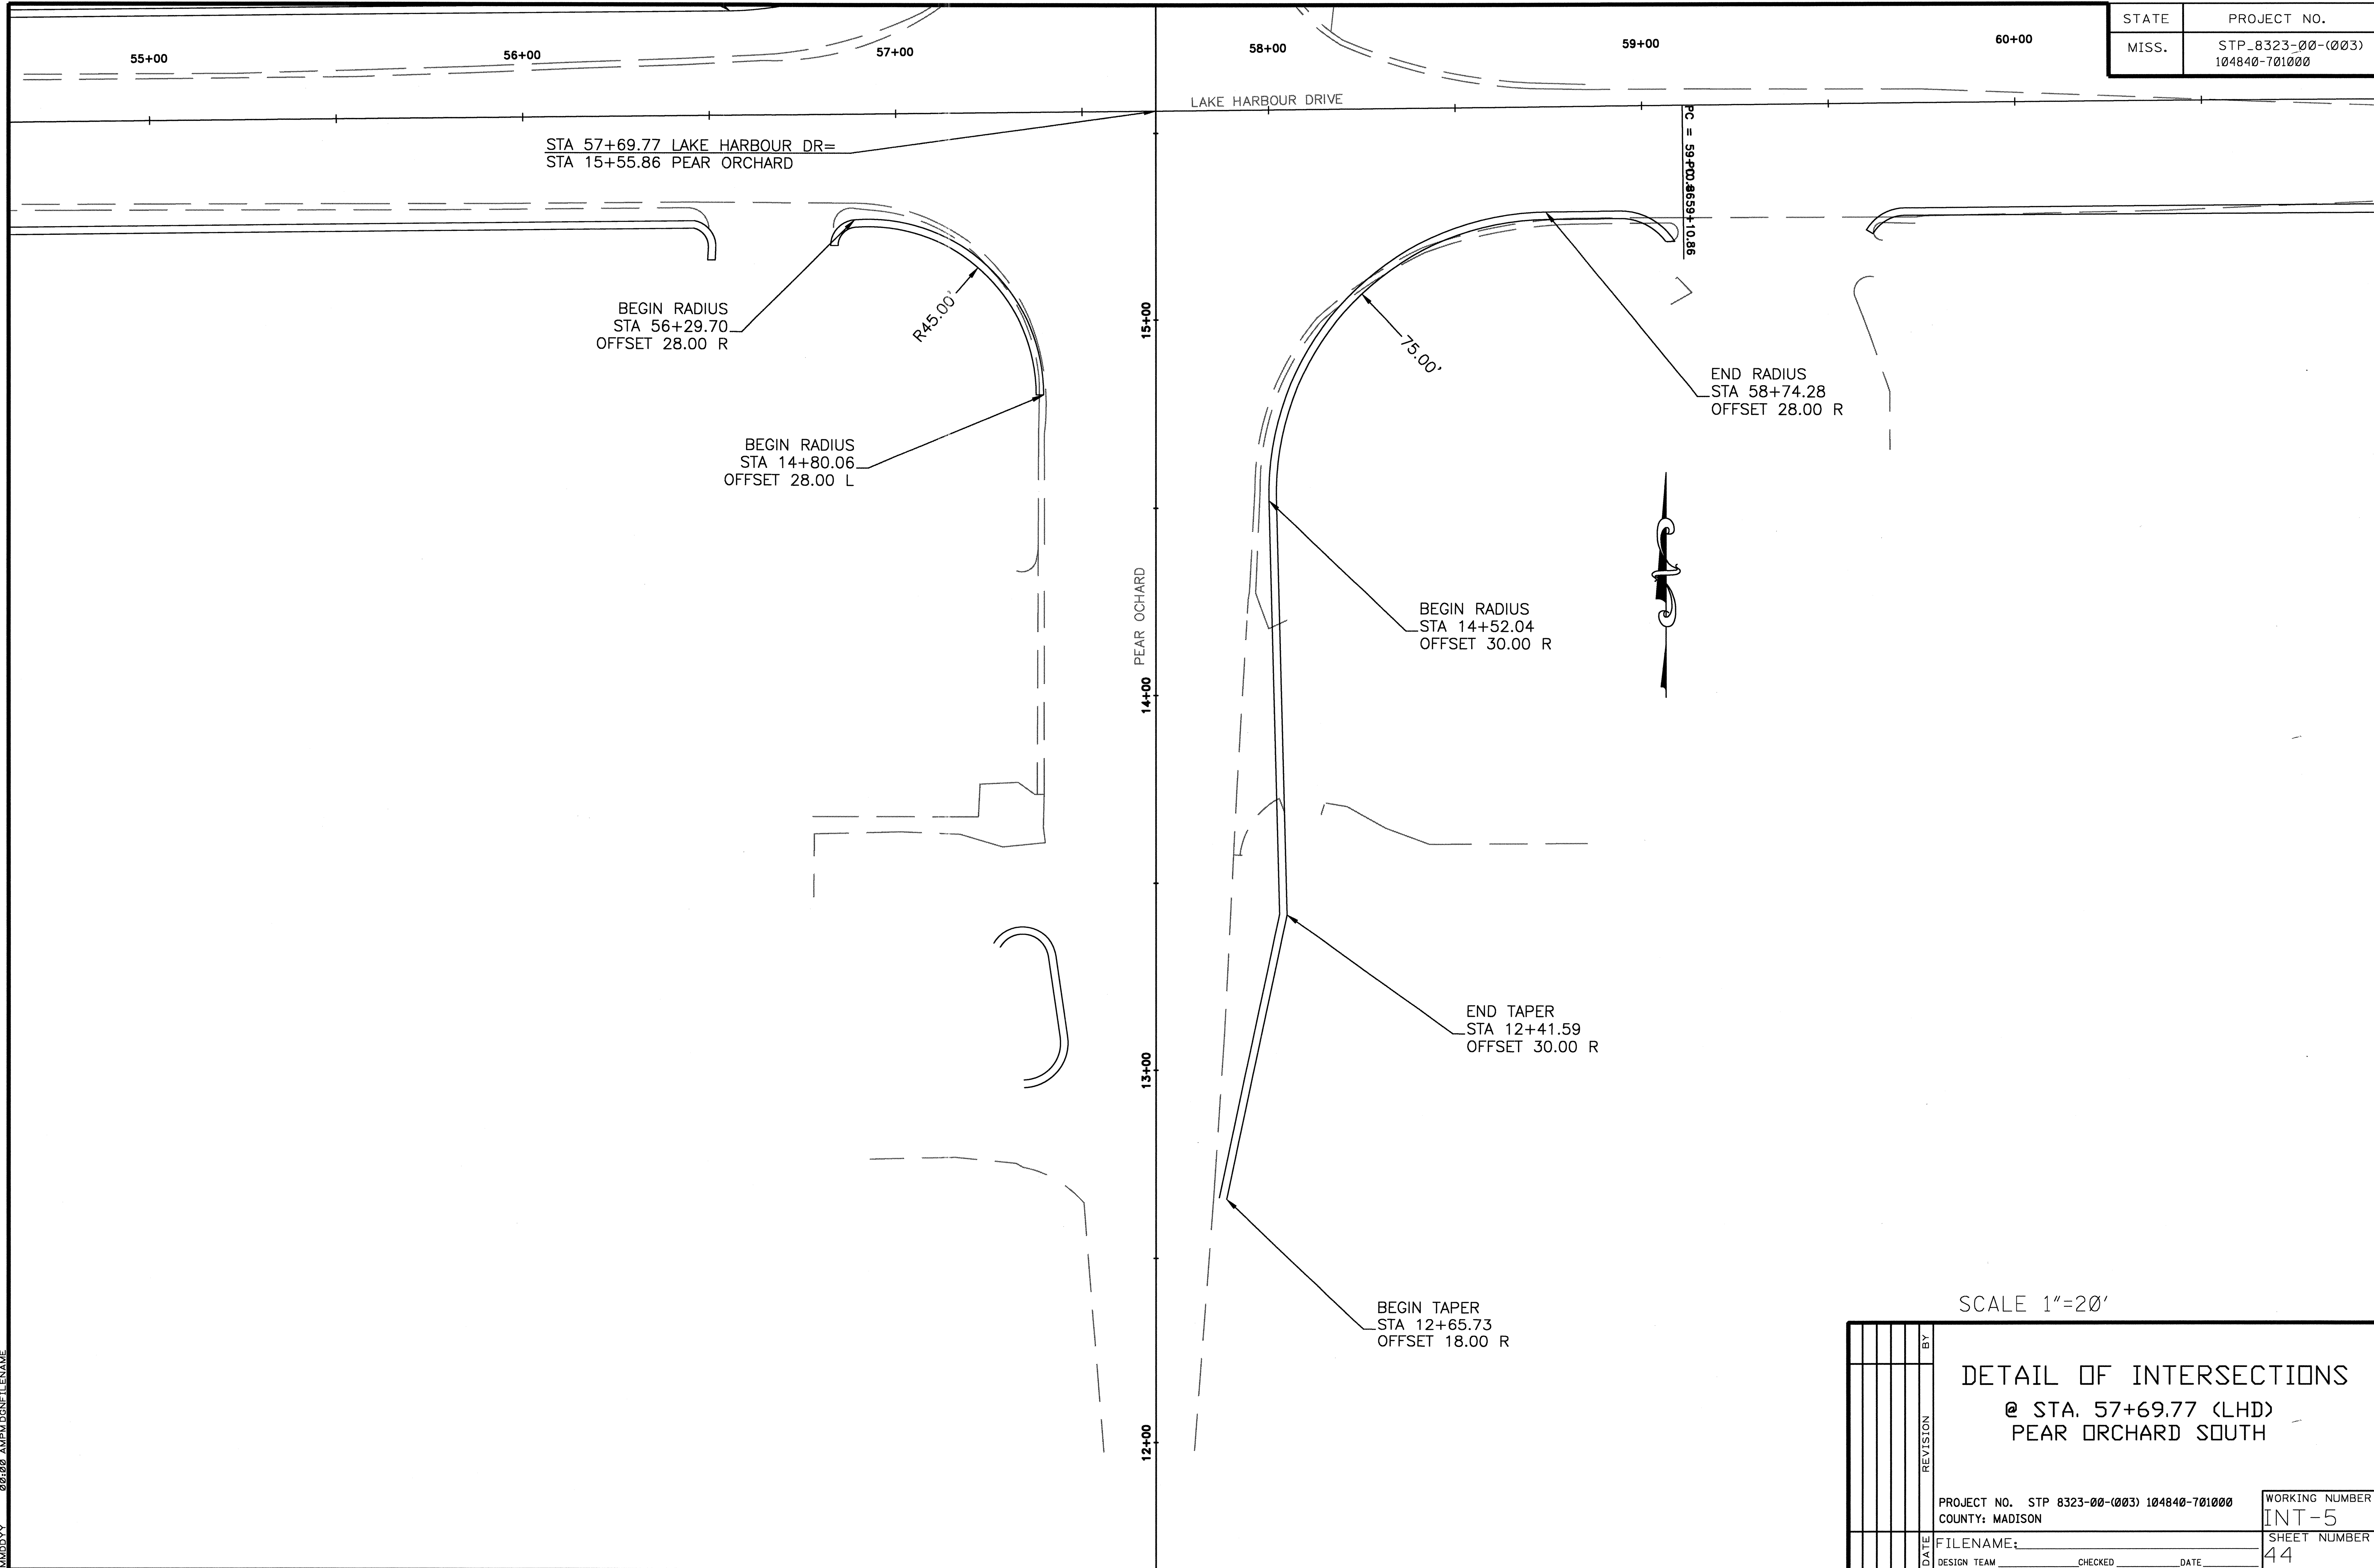 STATE
PROJECT NO.
MISS.
STP_8323-00-(003)
104840-701000
55+00
56+00
57+00
58+00
59+00
60+00
LAKE HARBOUR DRIVE
STA 57+69.77 LAKE HARBOUR DR=
STA 15+55.86 PEAR ORCHARD
BEGIN RADIUS
STA 56+29.70
OFFSET 28.00 R
R45.00'
15+00
75.00'
END RADIUS
STA 58+74.28
OFFSET 28.00 R
BEGIN RADIUS
STA 14+80.06
OFFSET 28.00 L
PEAR OCHARD
BEGIN RADIUS
STA 14+52.04
OFFSET 30.00 R
14+00
END TAPER
STA 12+41.59
OFFSET 30.00 R
13+00
BEGIN TAPER
STA 12+65.73
OFFSET 18.00 R
12+00
SCALE 1"=20'
BY
REVISION
DATE
DETAIL OF INTERSECTIONS
@ STA. 57+69.77 (LHD)
PEAR ORCHARD SOUTH
PROJECT NO. STP 8323-00-(003) 104840-701000
COUNTY: MADISON
WORKING NUMBER
INT-5
FILENAME:
SHEET NUMBER
44
DESIGN TEAM CHECKED DATE
MMDDYY 00:00 AMPM DGNFILENAME